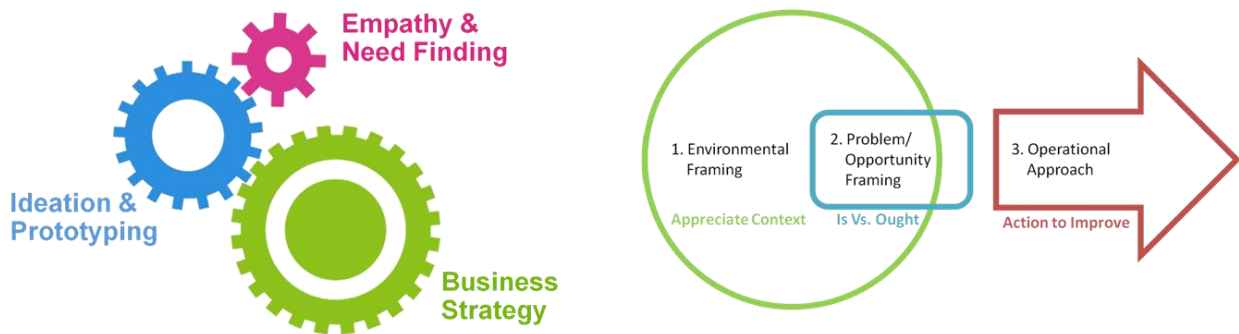 Empathy &
Need Finding
Ideation &
Prototyping
Business
Strategy
1. Environmental
Framing
Appreciate Context
2. Problem/
Opportunity
Framing
Is Vs. Ought
3. Operational
Approach
Action to Improve